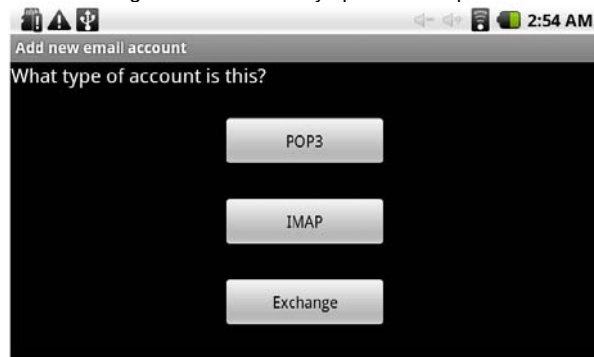 2:54 AM
Add new email account
What type of account is this?
POP3
IMAP
Exchange